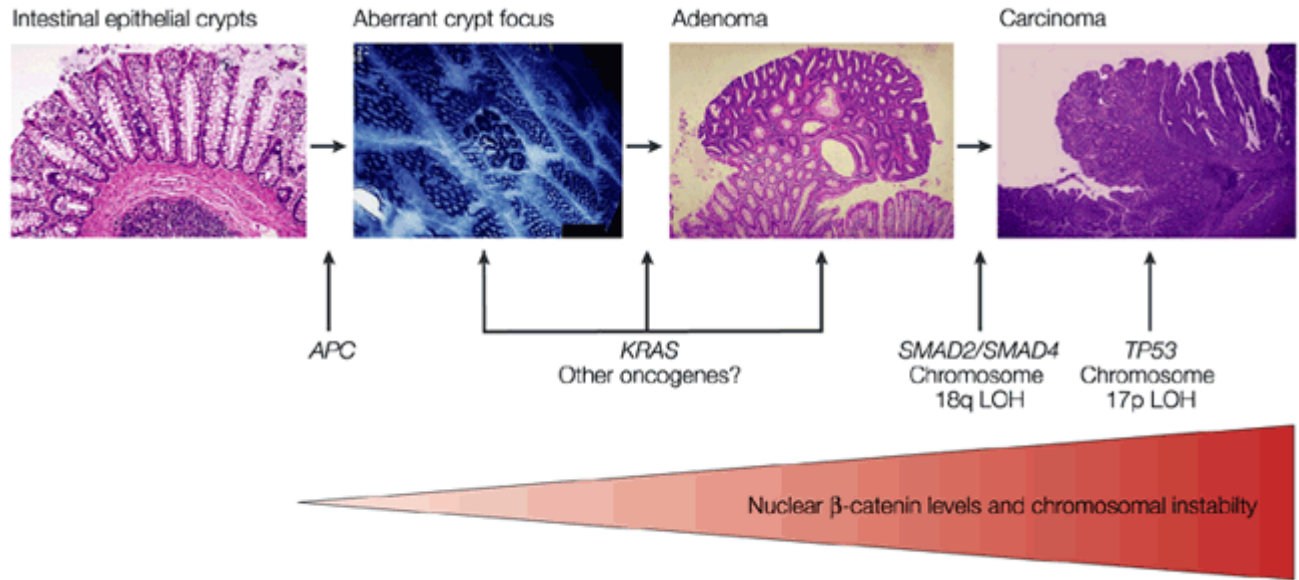 Intestinal epithelial crypts
Aberrant crypt focus
Adenoma
Carcinoma
APC
KRAS
Other oncogenes?
SMAD2/SMAD4
Chromosome
18q LOH
TP53
Chromosome
17p LOH
Nuclear β-catenin levels and chromosomal instabilty